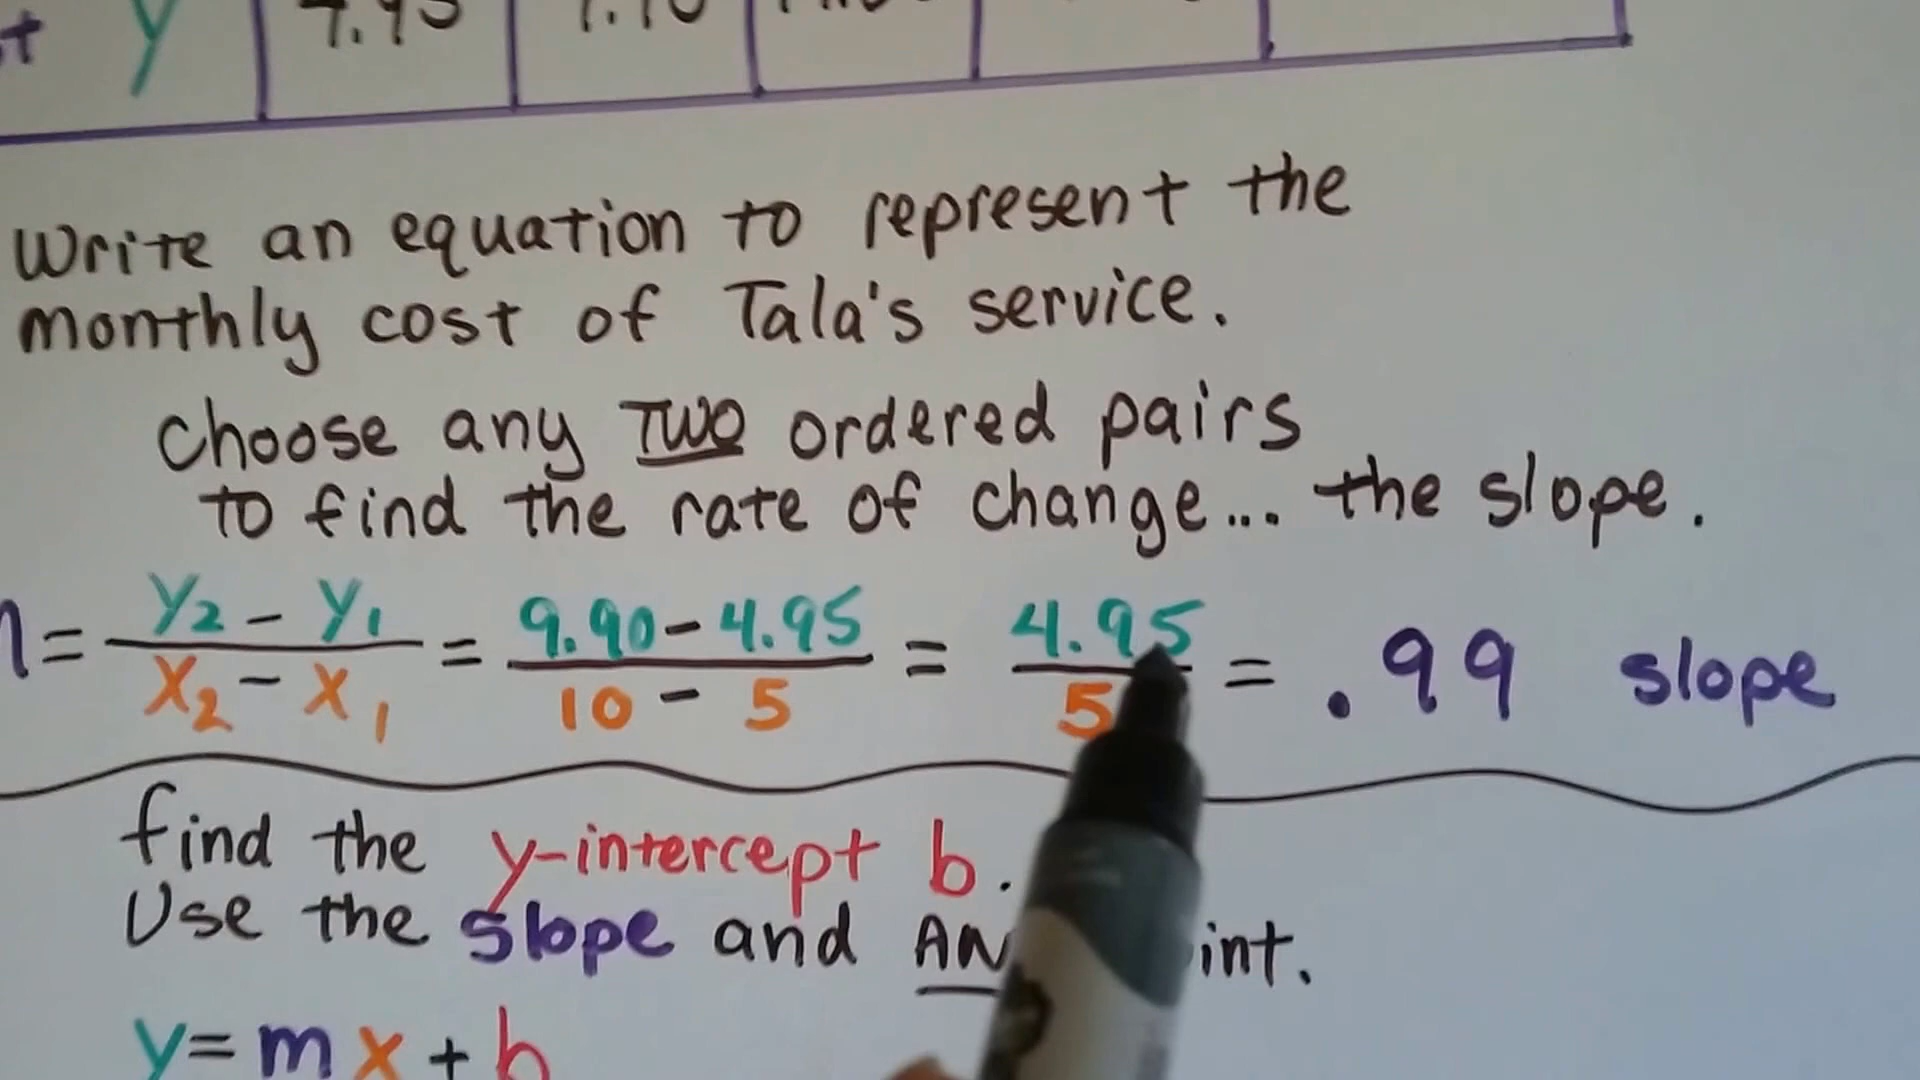 y
Write an equation to represent the
monthly cost of Tala's service.
Choose any TWO ordered pairs
to find the rate of change... the slope.
= y2 - y1 / x2 - x1 = 9.90 - 4.95 / 10 - 5 = 4.95 / 5 = .99 slope
find the y-intercept b.
Use the slope and
y = mx + b